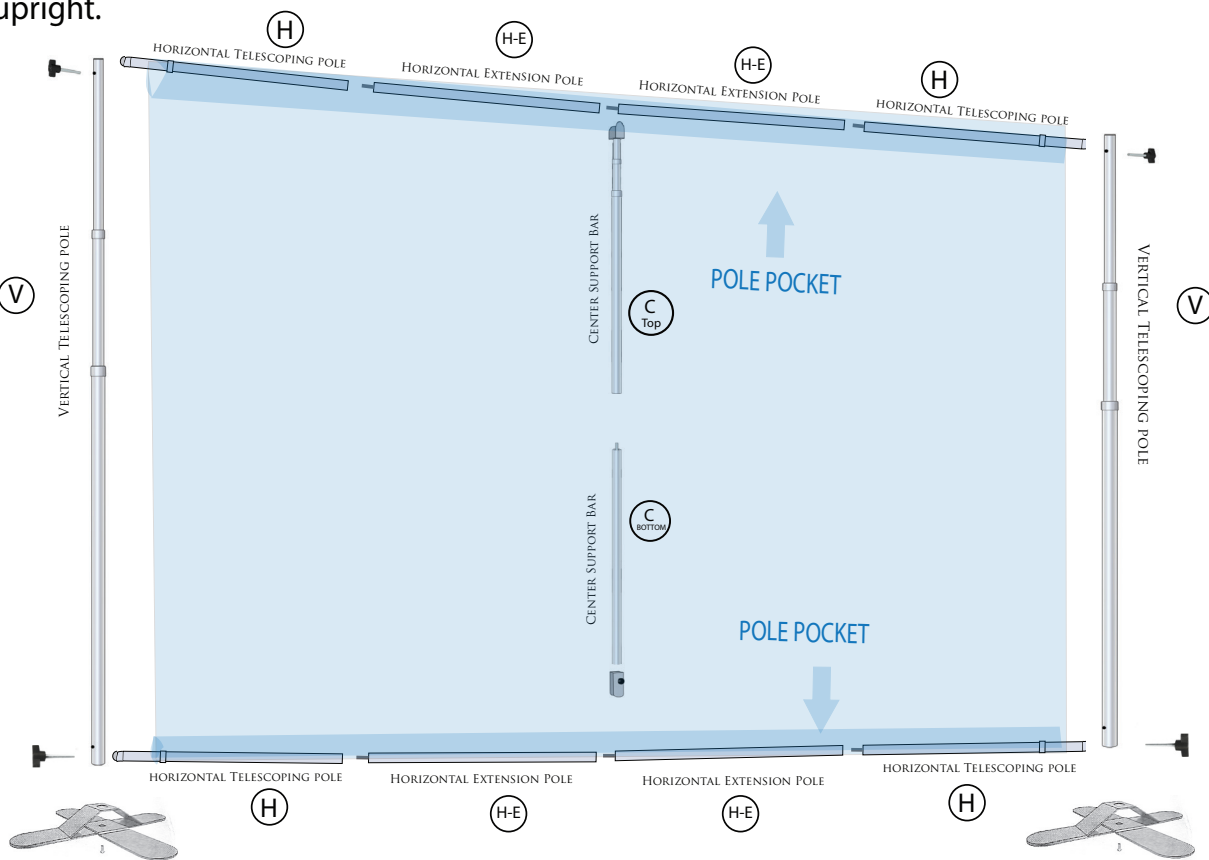 upright.
H
H-E
H-E
H
HORIZONTAL TELESCOPING POLE
HORIZONTAL EXTENSION POLE
HORIZONTAL EXTENSION POLE
HORIZONTAL TELESCOPING POLE
V
VERTICAL TELESCOPING POLE
CENTER SUPPORT BAR
C
Top
POLE POCKET
VERTICAL TELESCOPING POLE
V
CENTER SUPPORT BAR
C
BOTTOM
POLE POCKET
HORIZONTAL TELESCOPING POLE
HORIZONTAL EXTENSION POLE
HORIZONTAL EXTENSION POLE
HORIZONTAL TELESCOPING POLE
H
H-E
H-E
H